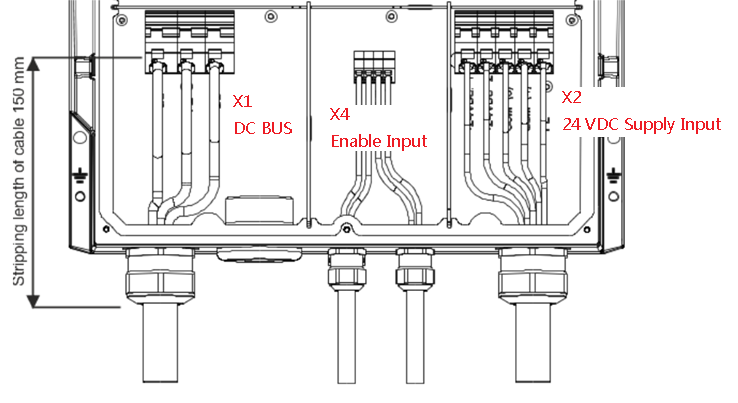 Stripping length of cable 150 mm
X1
DC BUS
X4
Enable Input
X2
24 VDC Supply Input